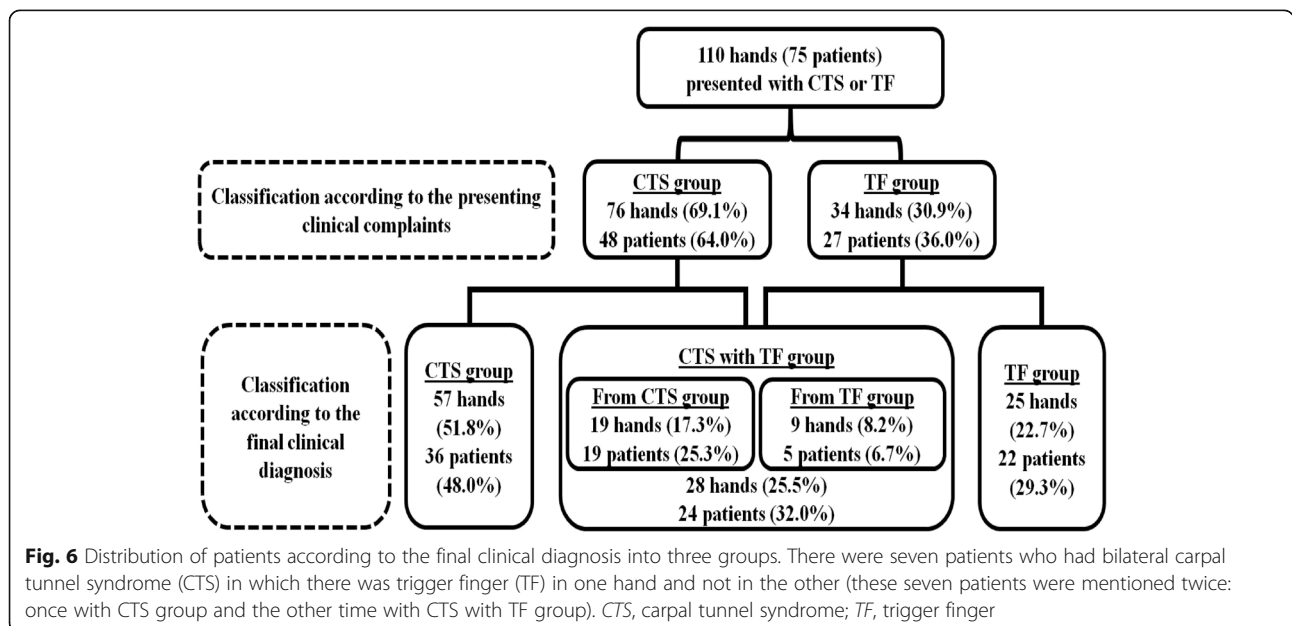 110 hands (75 patients)
presented with CTS or TF
Classification according to the presenting
clinical complaints
CTS group
76 hands (69.1%)
48 patients (64.0%)
TF group
34 hands (30.9%)
27 patients (36.0%)
Classification
according to the
final clinical
diagnosis
CTS group
57 hands
(51.8%)
36 patients
(48.0%)
CTS with TF group
From CTS group
19 hands (17.3%)
19 patients (25.3%)
From TF group
9 hands (8.2%)
5 patients (6.7%)
28 hands (25.5%)
24 patients (32.0%)
TF group
25 hands
(22.7%)
22 patients
(29.3%)
Fig. 6 Distribution of patients according to the final clinical diagnosis into three groups. There were seven patients who had bilateral carpal
tunnel syndrome (CTS) in which there was trigger finger (TF) in one hand and not in the other (these seven patients were mentioned twice:
once with CTS group and the other time with CTS with TF group). CTS, carpal tunnel syndrome; TF, trigger finger